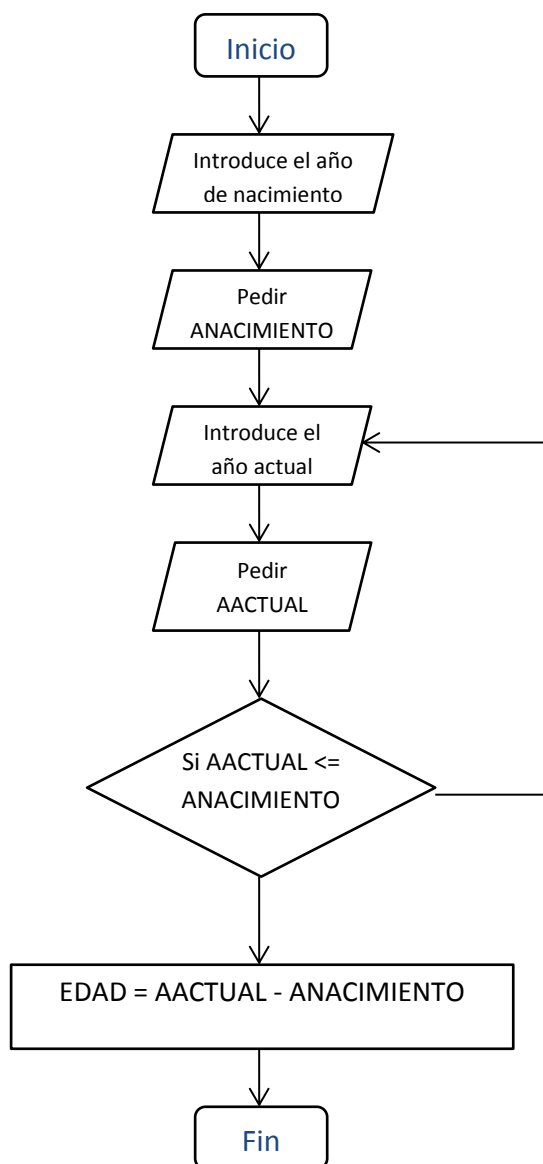 Inicio
Introduce el año
de nacimiento
Pedir
ANACIMIENTO
Introduce el
año actual
Pedir
AACTUAL
Si AACTUAL <=
ANACIMIENTO
EDAD = AACTUAL - ANACIMIENTO
Fin